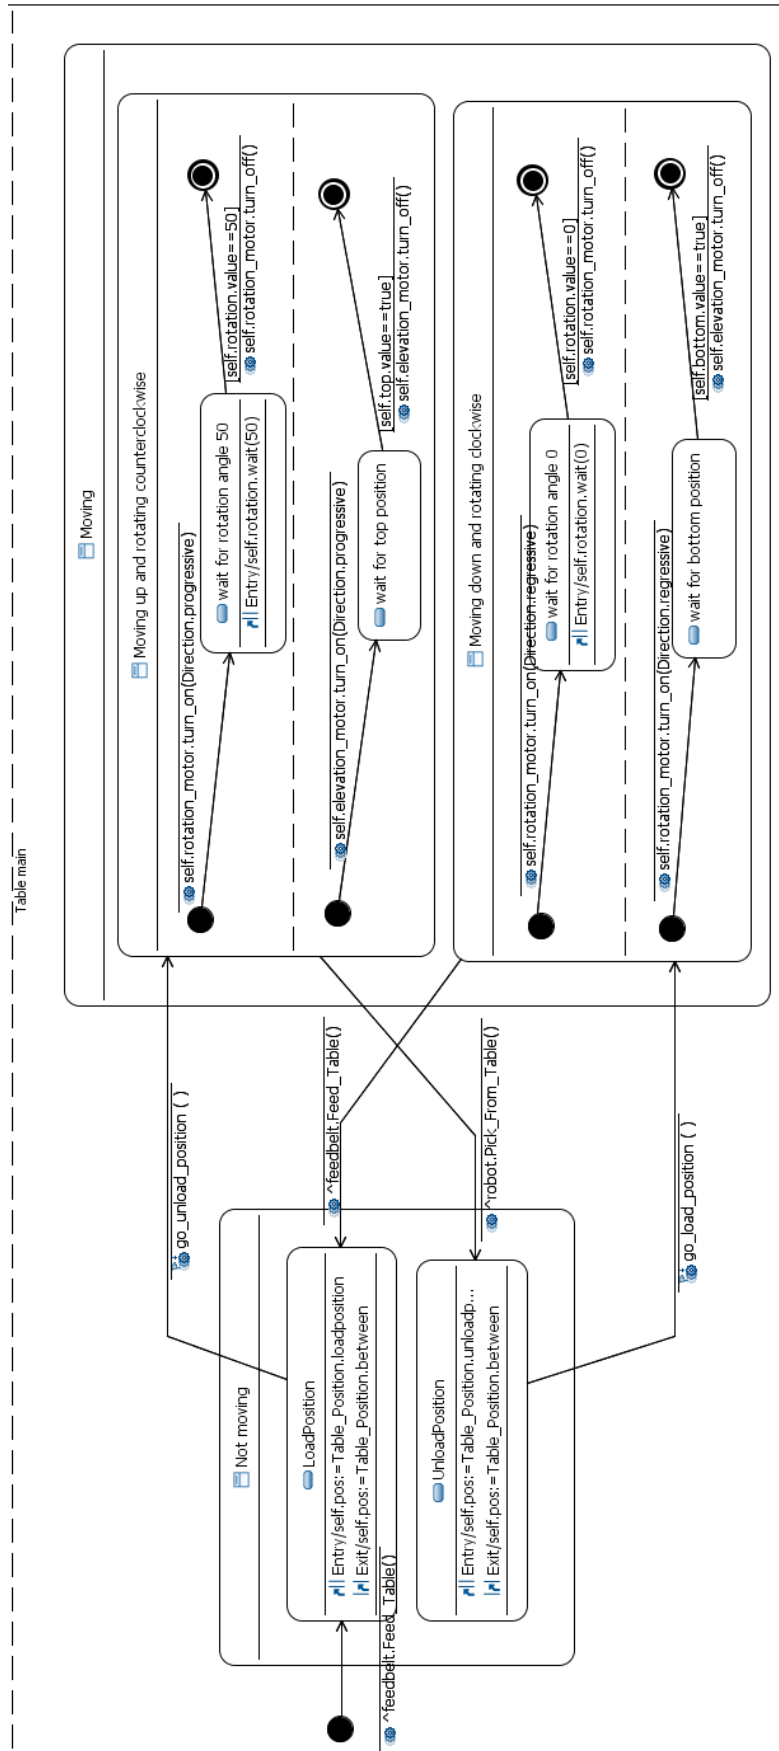 Table main
Moving
Moving up and rotating counterclockwise
self.rotation_motor.turn_on(Direction.progressive)
wait for rotation angle 50
Entry/self.rotation.wait(50)
[self.rotation.value==50]
self.rotation_motor.turn_off()
self.elevation_motor.turn_on(Direction.progressive)
wait for top position
[self.top.value==true]
self.elevation_motor.turn_off()
Moving down and rotating clockwise
self.rotation_motor.turn_on(Direction.regressive)
wait for rotation angle 0
Entry/self.rotation.wait(0)
[self.rotation.value==0]
self.rotation_motor.turn_off()
self.rotation_motor.turn_on(Direction.regressive)
wait for bottom position
[self.bottom.value==true]
self.elevation_motor.turn_off()
go_unload_position ( )
^feedbelt.Feed_Table()
^robot.Pick_From_Table()
go_load_position ( )
Not moving
LoadPosition
Entry/self.pos:=Table_Position.loadposition
Exit/self.pos:=Table_Position.between
UnloadPosition
Entry/self.pos:=Table_Position.unloadp...
Exit/self.pos:=Table_Position.between
^feedbelt.Feed_Table()